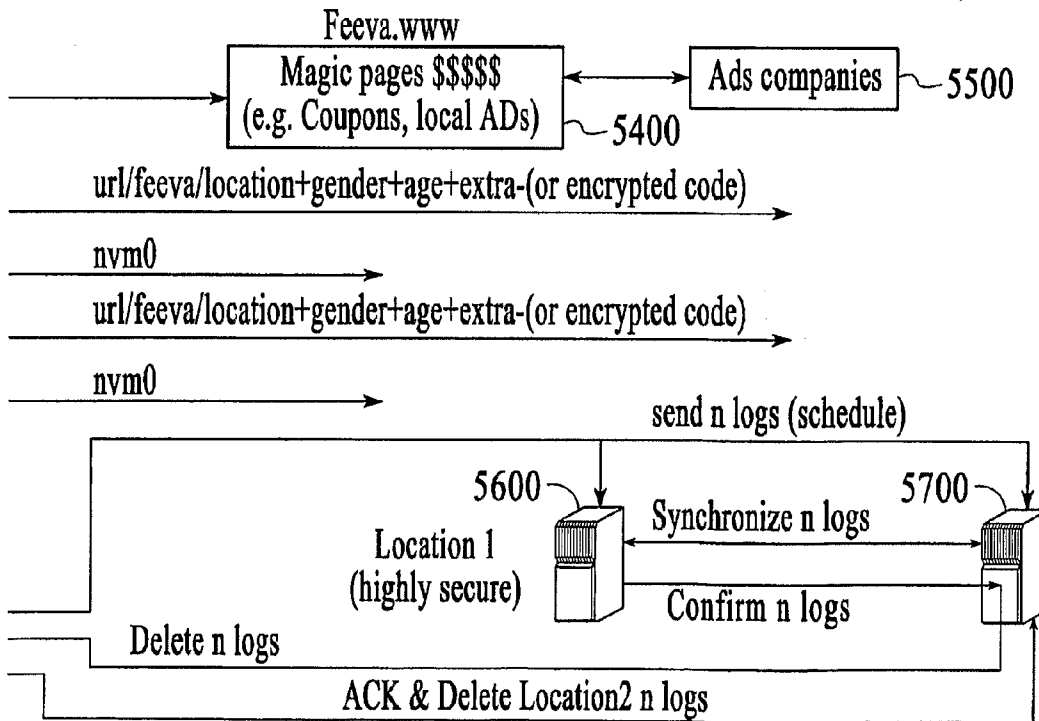 Feeva.www
Magic pages $$$$$
(e.g. Coupons, local ADs)
5400
Ads companies
5500
url/feeva/location+gender+age+extra-(or encrypted code)
nvm0
url/feeva/location+gender+age+extra-(or encrypted code)
nvm0
send n logs (schedule)
5600
5700
Synchronize n logs
Location 1
(highly secure)
Confirm n logs
Delete n logs
ACK & Delete Location2 n logs